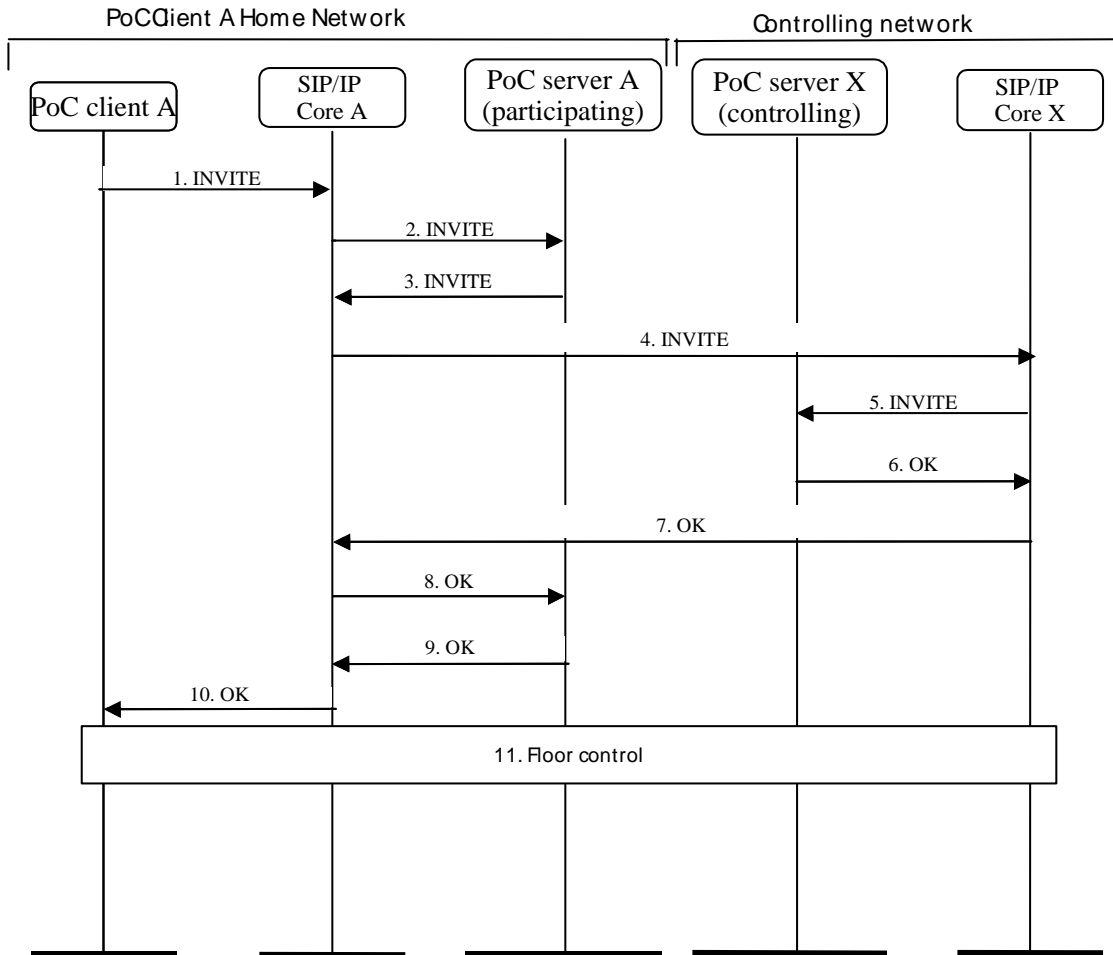 PoCClient A Home Network
Controlling network
PoC client A
SIP/IP
Core A
PoC server A
(participating)
PoC server X
(controlling)
SIP/IP
Core X
1. INVITE
2. INVITE
3. INVITE
4. INVITE
5. INVITE
6. OK
7. OK
8. OK
9. OK
10. OK
11. Floor control